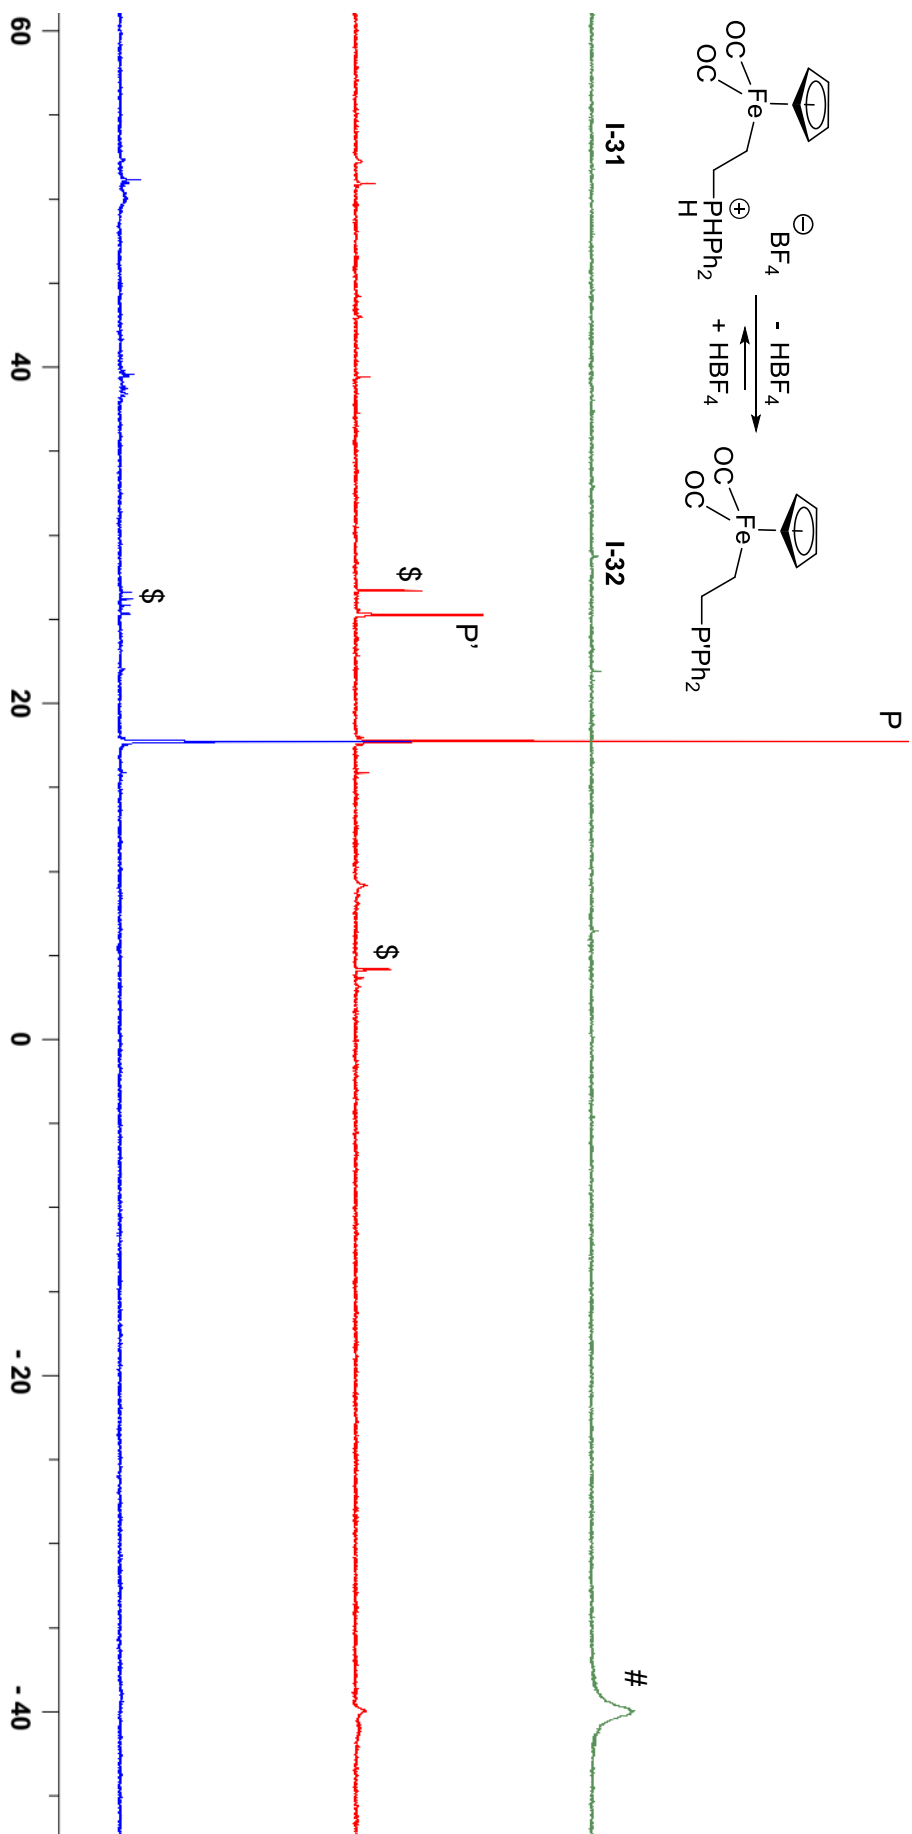 OC
OC
Fe
PHPh2
H
⊕
⊖
BF4
- HBF4
+ HBF4
OC
OC
Fe
P'Ph2
I-31
I-32
P
#
$
P'
$
$
60
40
20
0
- 20
- 40